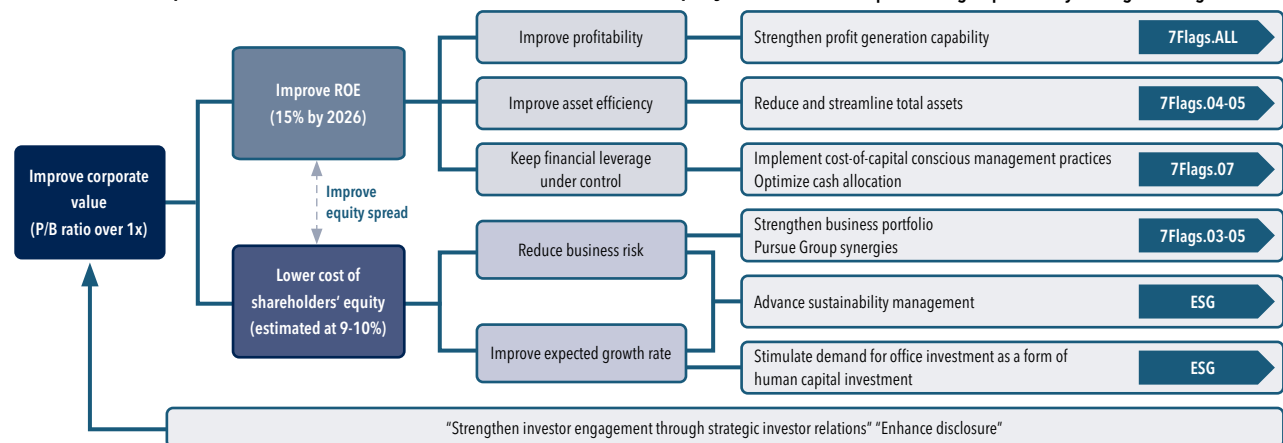 Improve profitability
Strengthen profit generation capability
7Flags.ALL
Improve ROE
(15% by 2026)
Improve asset efficiency
Reduce and streamline total assets
7Flags.04-05
Keep financial leverage
under control
Implement cost-of-capital conscious management practices
Optimize cash allocation
7Flags.07
Improve corporate
value
(P/B ratio over 1x)
Improve
equity spread
Reduce business risk
Strengthen business portfolio
Pursue Group synergies
7Flags.03-05
Lower cost of
shareholders’ equity
(estimated at 9-10%)
Advance sustainability management
ESG
Improve expected growth rate
Stimulate demand for office investment as a form of
human capital investment
ESG
“Strengthen investor engagement through strategic investor relations” “Enhance disclosure“